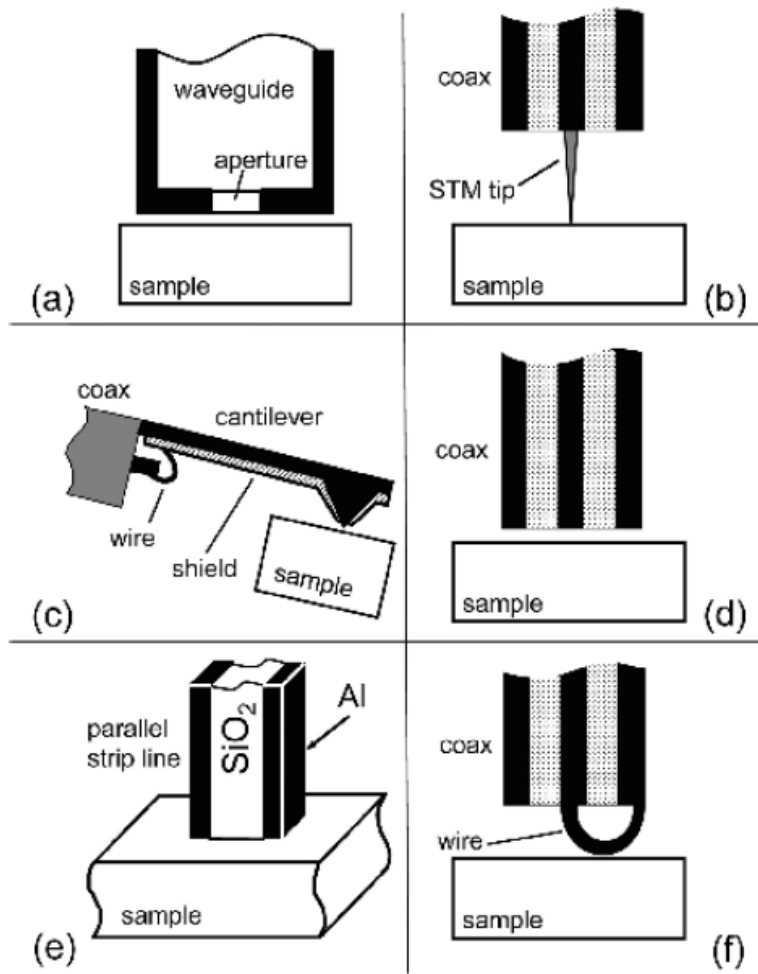 waveguide
aperture
sample
(a)
coax
STM tip
sample
(b)
coax
cantilever
wire
shield
sample
(c)
coax
sample
(d)
parallel
strip line
SiO₂
Al
sample
(e)
coax
wire
sample
(f)